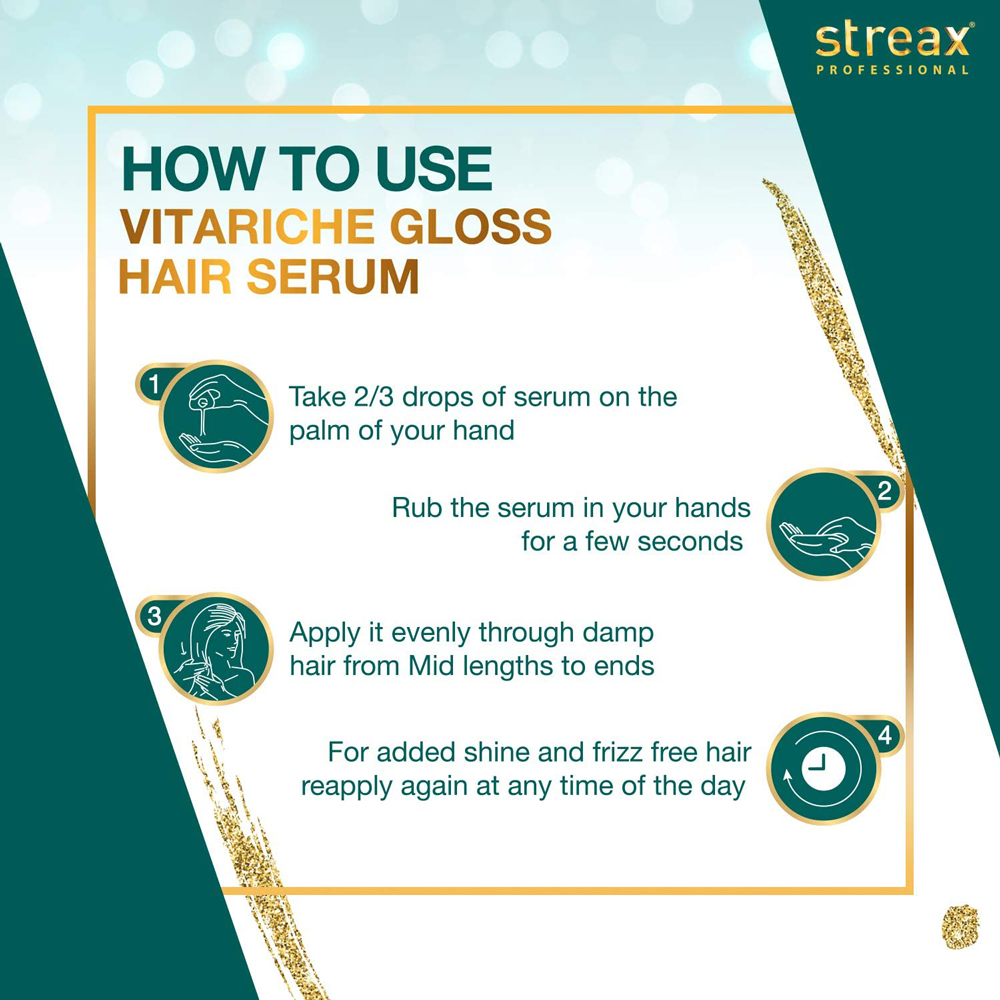 streax®
PROFESSIONAL
HOW TO USE
VITARICHE GLOSS
HAIR SERUM
1
Take 2/3 drops of serum on the
palm of your hand
2
Rub the serum in your hands
for a few seconds
3
Apply it evenly through damp
hair from Mid lengths to ends
4
For added shine and frizz free hair
reapply again at any time of the day